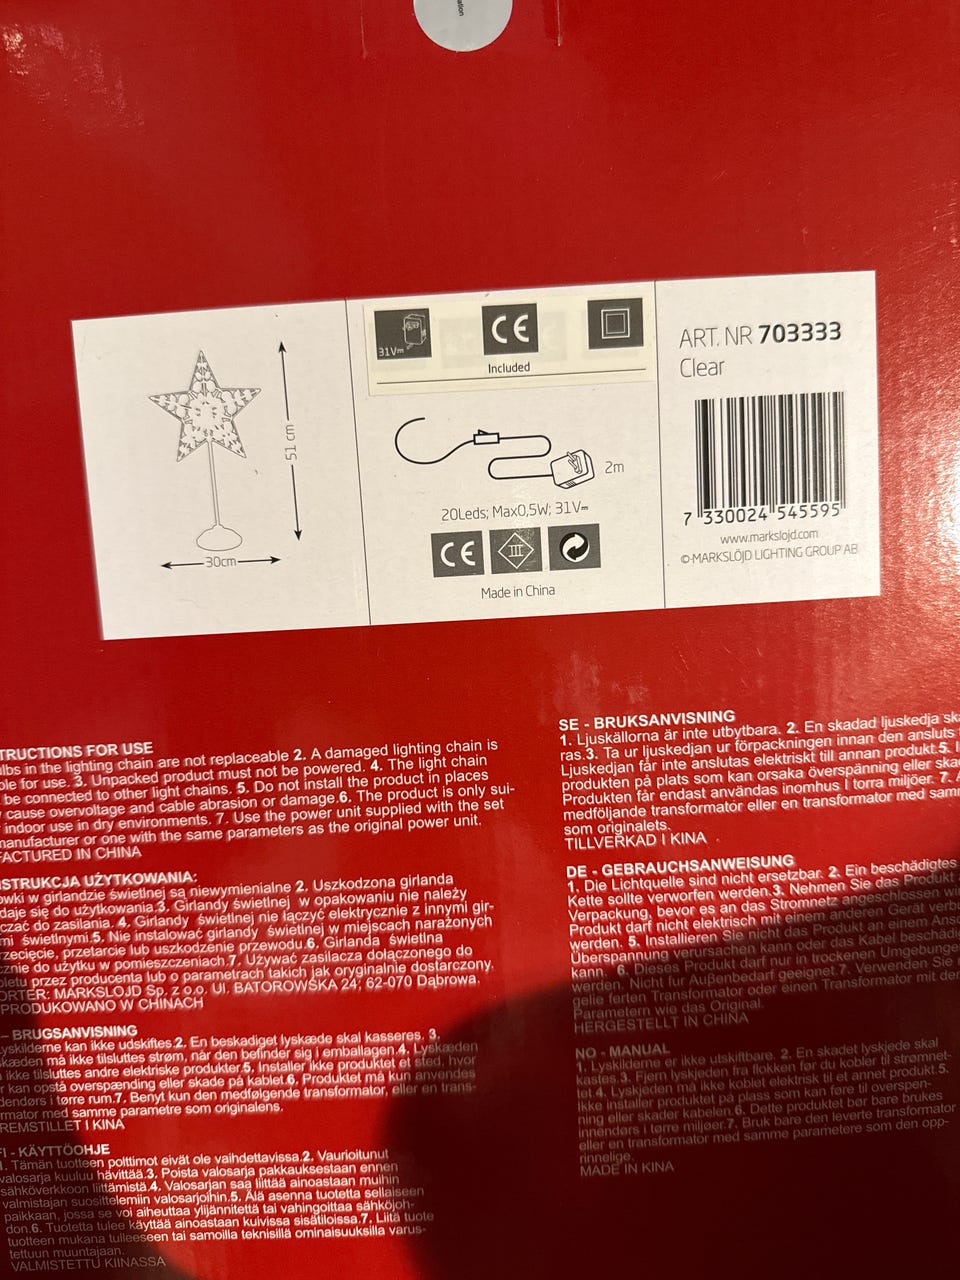 51 cm
30cm
31V
CE
Included
2m
20Leds; Max0,5W; 31V
CE
III
Made in China
ART. NR 703333
Clear
7 330024 545595
www.markslojd.com
©MARKSLÖJD LIGHTING GROUP AB
TRUCTIONS FOR USE
lbs in the lighting chain are not replaceable 2. A damaged lighting chain is
ble for use. 3. Unpacked product must not be powered. 4. The light chain
be connected to other light chains. 5. Do not install the product in places
cause overvoltage and cable abrasion or damage.6. The product is only sui-
indoor use in dry environments. 7. Use the power unit supplied with the set
manufacturer or one with the same parameters as the original power unit.
FACTURED IN CHINA
STRUKCJA UŻYTKOWANIA:
ówki w girlandzie świetlnej są niewymienialne 2. Uszkodzona girlanda
daje się do użytkowania.3. Girlandy świetlnej w opakowaniu nie należy
czać do zasilania. 4. Girlandy świetlnej nie łączyć elektrycznie z innymi gir-
mi świetlnymi.5. Nie instalować girlandy świetlnej w miejscach narażonych
rzecięcie, przetarcie lub uszkodzenie przewodu.6. Girlanda świetlna
znie do użytku w pomieszczeniach.7. Używać zasilacza dołączonego do
pletu przez producenta lub o parametrach takich jak oryginalnie dostarczony.
ORTER: MARKSLOJD Sp. z o.o. Ul. BATOROWSKA 24, 62-070 Dąbrowa.
PRODUKOWANO W CHINACH
– BRUGSANVISNING
yskilderne kan ikke udskiftes.2. En beskadiget lyskæde skal kasseres. 3.
kæden må ikke tilsluttes strøm, når den befinder sig i emballagen.4. Lyskæden
ikke tilsluttes andre elektriske produkter.5. Installer ikke produktet et sted, hvor
r kan opstå overspænding eller skade på kablet.6. Produktet må kun anvendes
dendørs i tørre rum.7. Benyt kun den medfølgende transformator, eller en trans-
rmator med samme parametre som originalens.
REMSTILLET I KINA
FI - KÄYTTÖOHJE
1. Tämän tuotteen polttimot eivät ole vaihdettavissa.2. Vaurioitunut
valosarja kuuluu hävittää.3. Poista valosarja pakkauksestaan ennen
sähköverkkoon liittämistä.4. Valosarjan saa liittää ainoastaan muihin
valmistajan suosittelemiin valosarjoihin.5. Älä asenna tuotetta sellaiseen
paikkaan, jossa se voi aiheuttaa ylijännitettä tai vahingoittaa sähköjoh-
don.6. Tuotetta tulee käyttää ainoastaan kuivissa sisätiloissa.7. Liitä tuote
tuotteen mukana tulleeseen tai samoilla teknisillä ominaisuuksilla varus-
tettuun muuntajaan.
VALMISTETTU KIINASSA
SE - BRUKSANVISNING
1. Ljuskällorna är inte utbytbara. 2. En skadad ljuskedja ska
ras.3. Ta ur ljuskedjan ur förpackningen innan den ansluts
Ljuskedjan får inte anslutas elektriskt till annat produkt.5. I
produkten på plats som kan orsaka överspänning eller ska
Produkten får endast användas inomhus i torra miljöer. 7. A
medföljande transformator eller en transformator med sam
som originalets.
TILLVERKAD I KINA
DE - GEBRAUCHSANWEISUNG
1. Die Lichtquelle sind nicht ersetzbar. 2. Ein beschädigtes
Kette sollte verworfen werden.3. Nehmen Sie das Produkt
Verpackung, bevor es an das Stromnetz angeschlossen wi
Produkt darf nicht elektrisch mit einem anderen Gerät verb
werden. 5. Installieren Sie nicht das Produkt an einem Ans
Überspannung verursachen kann oder das Kabel beschädi
kann. 6. Dieses Produkt darf nur in trockenen Umgebunge
werden. Nicht für Außenbedarf geeignet.7. Verwenden Sie
gelie ferten Transformator oder einen Transformator mit der
Parametern wie das Original.
HERGESTELLT IN CHINA
NO - MANUAL
1. Lyskilderne er ikke utskiftbare. 2. En skadet lyskjede skal
kastes.3. Fjern lyskjeden fra flokken før du kobler til strømnet-
tet.4. Lyskjeden må ikke koblet elektrisk til et annet produkt.5.
Ikke installer produktet på plass som kan føre til overspen-
ning eller skader kabelen.6. Dette produktet bør bare brukes
innendørs i tørre miljøer.7. Bruk bare den leverte transformator
eller en transformator med samme parametere som den opp-
rinnelige.
MADE IN KINA